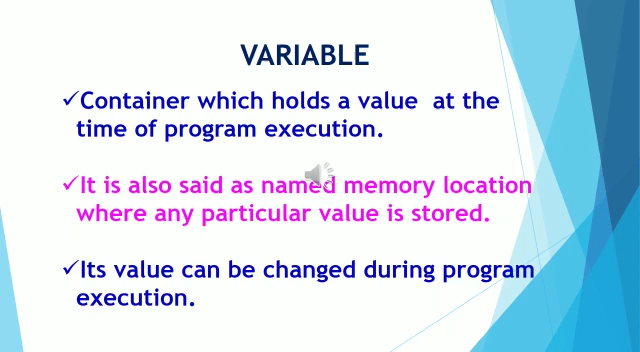 VARIABLE
✓Container which holds a value at the
time of program execution.
✓It is also said as named memory location
where any particular value is stored.
✓Its value can be changed during program
execution.